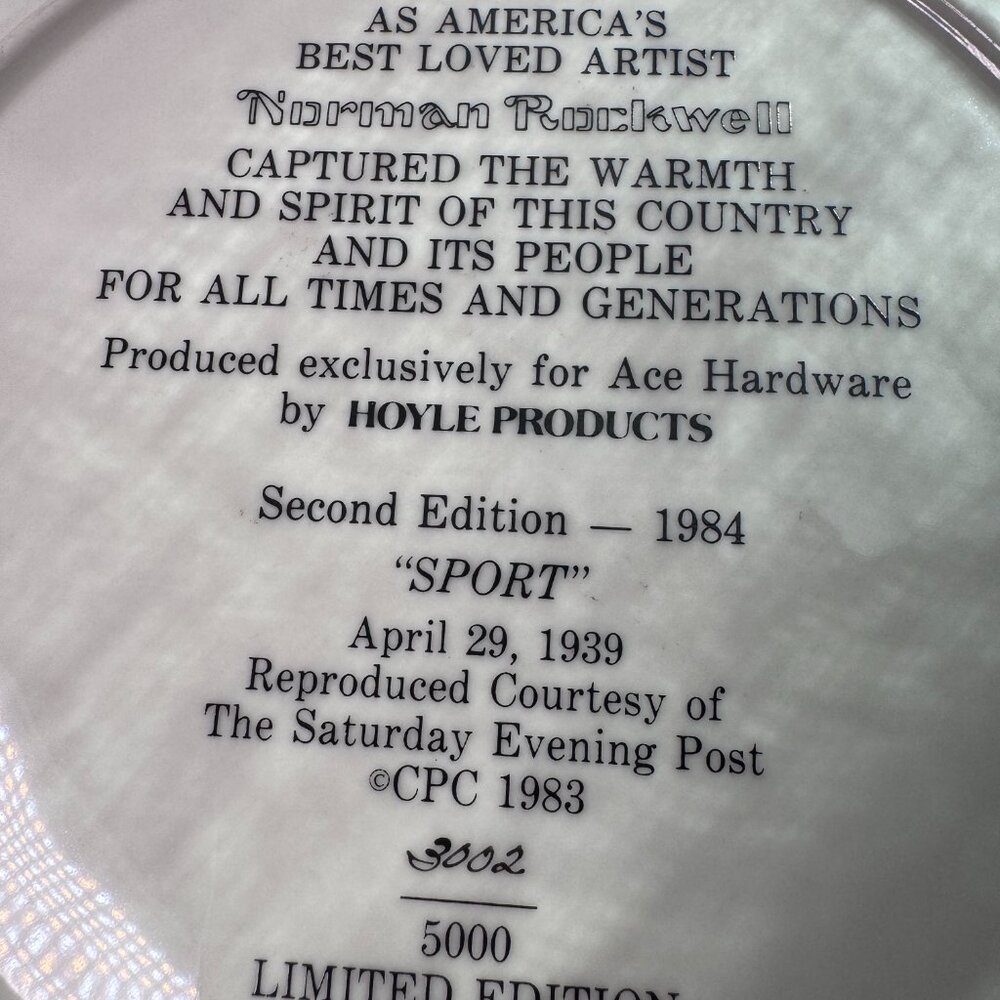 AS AMERICA'S
BEST LOVED ARTIST
Norman Rockwell
CAPTURED THE WARMTH
AND SPIRIT OF THIS COUNTRY
AND ITS PEOPLE
FOR ALL TIMES AND GENERATIONS
Produced exclusively for Ace Hardware
by HOYLE PRODUCTS
Second Edition — 1984
"SPORT"
April 29, 1939
Reproduced Courtesy of
The Saturday Evening Post
©CPC 1983
3002
5000
LIMITED EDITION